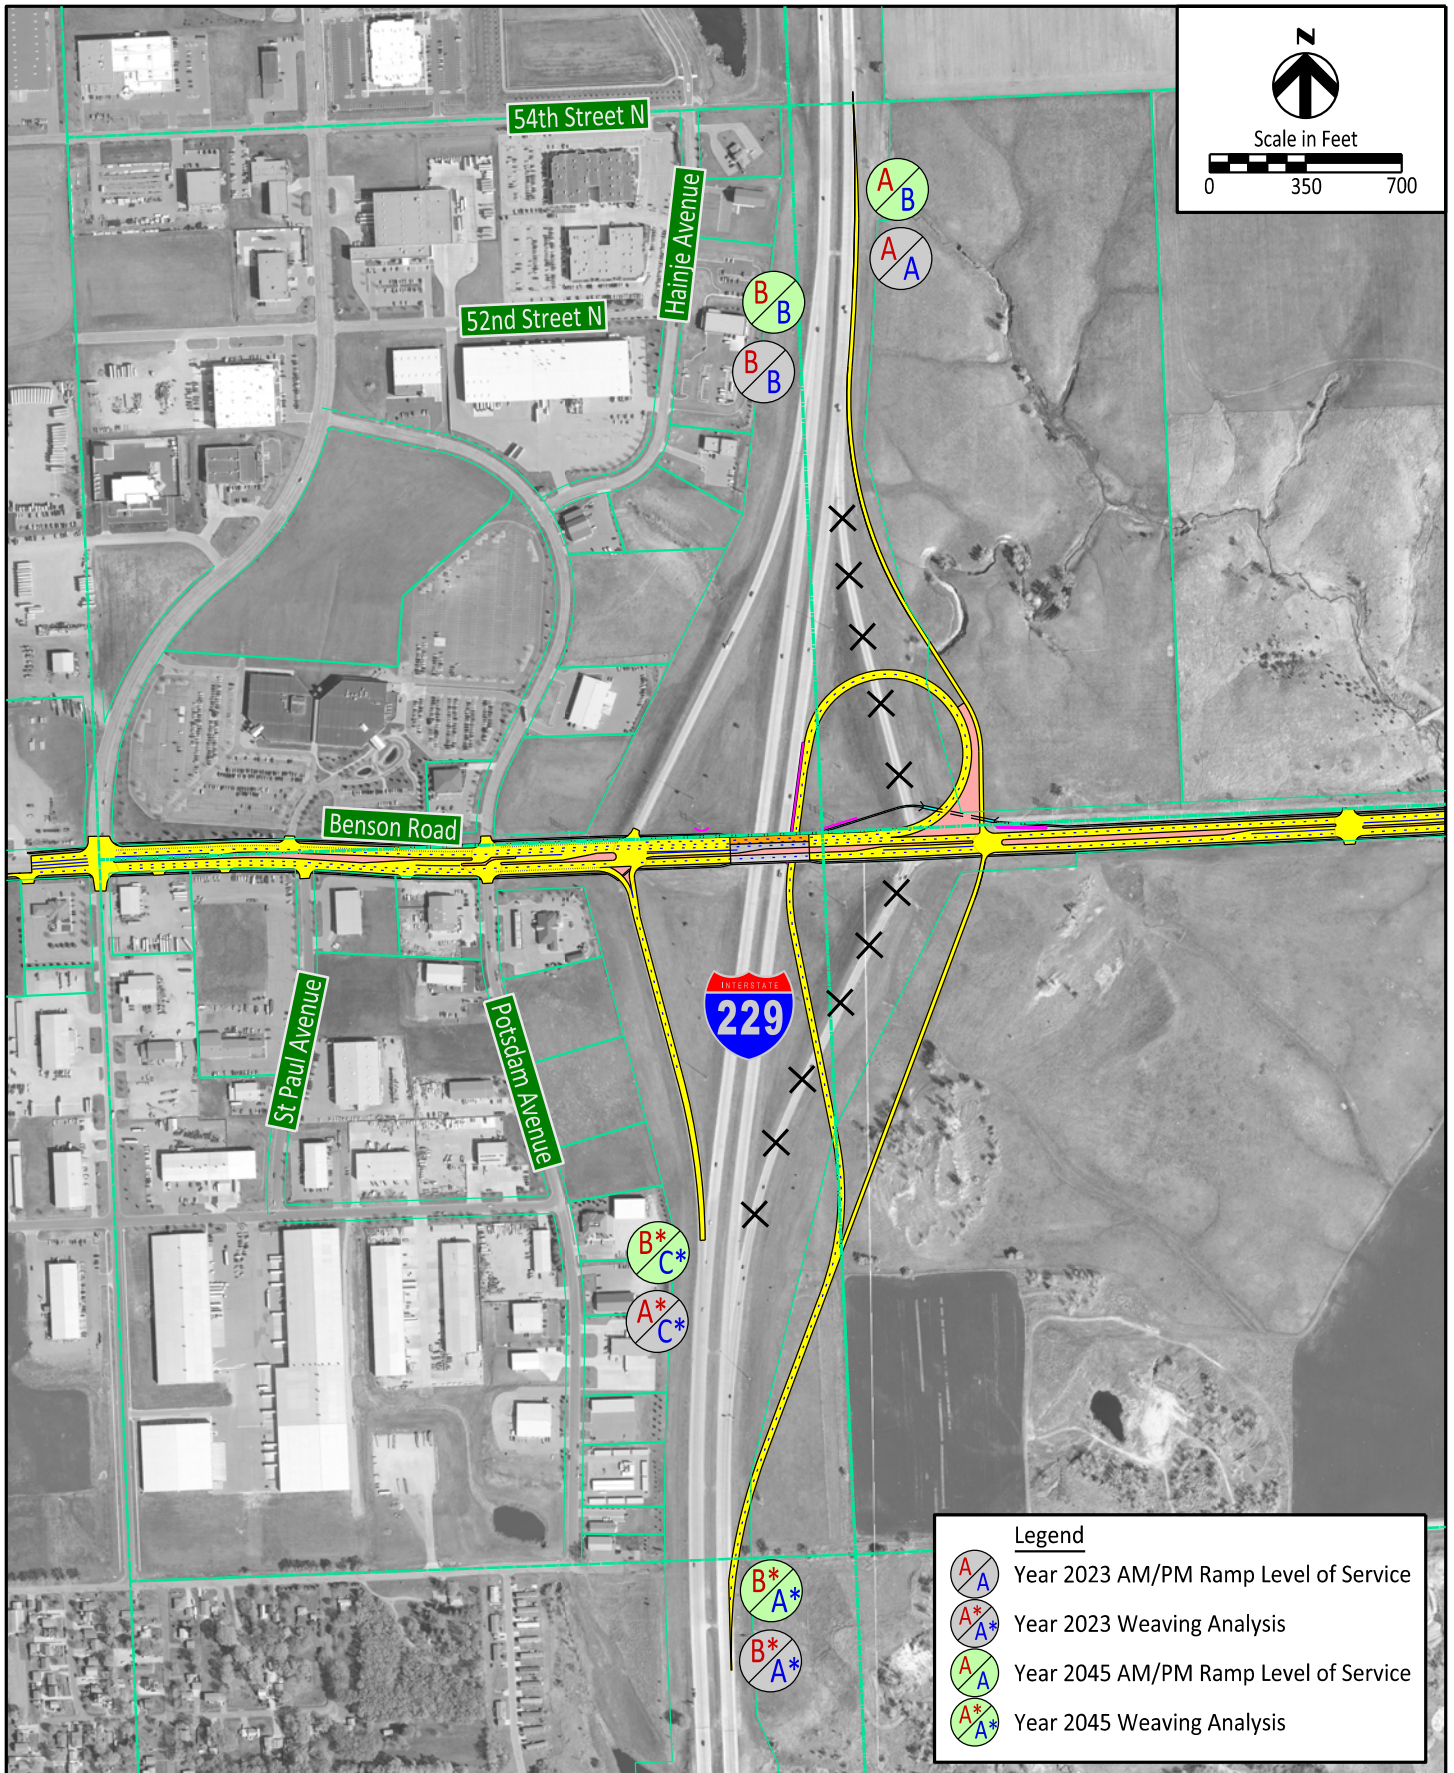 N
Scale in Feet
0 350 700
54th Street N
Hainje Avenue
A
B
A
A
52nd Street N
B
B
B
B
Benson Road
INTERSTATE
229
St Paul Avenue
Potsdam Avenue
B*
C*
A*
C*
B*
A*
B*
A*
Legend
A
A
Year 2023 AM/PM Ramp Level of Service
A*
A*
Year 2023 Weaving Analysis
A
A
Year 2045 AM/PM Ramp Level of Service
A*
A*
Year 2045 Weaving Analysis